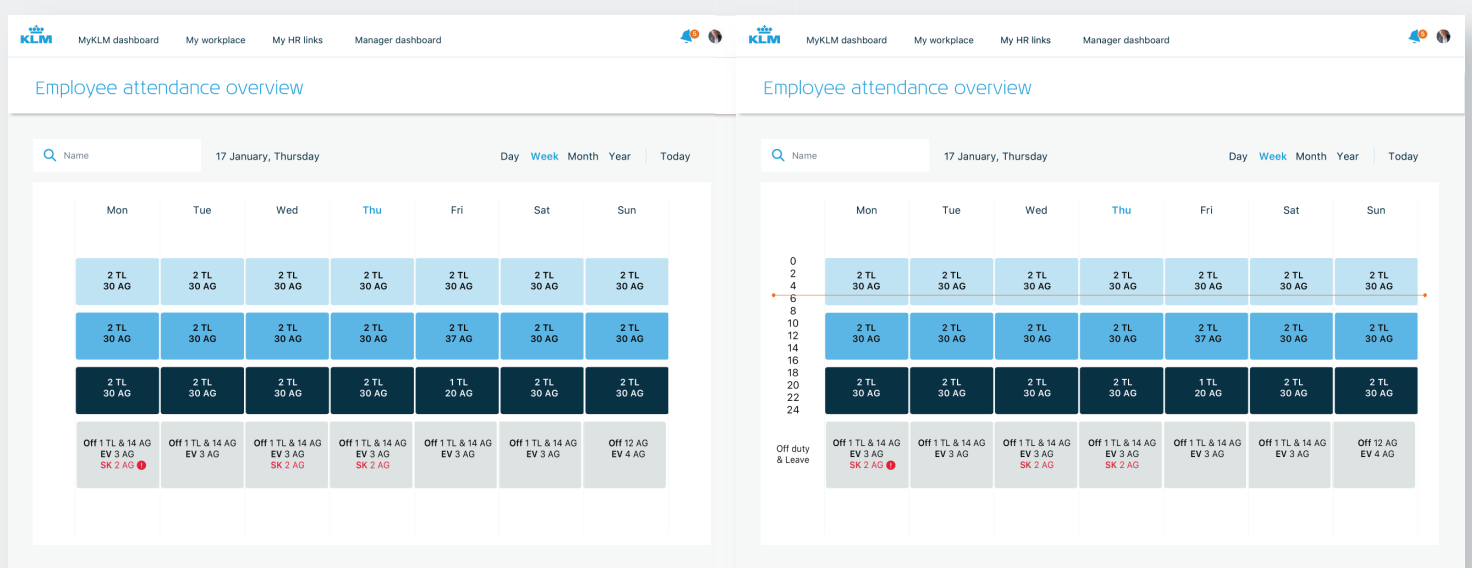 KLM MyKLM dashboard My workplace My HR links Manager dashboard 5
Employee attendance overview
Name 17 January, Thursday Day Week Month Year Today
Mon Tue Wed Thu Fri Sat Sun
2 TL 2 TL 2 TL 2 TL 2 TL 2 TL 2 TL
30 AG 30 AG 30 AG 30 AG 30 AG 30 AG 30 AG
2 TL 2 TL 2 TL 2 TL 2 TL 2 TL 2 TL
30 AG 30 AG 30 AG 30 AG 37 AG 30 AG 30 AG
2 TL 2 TL 2 TL 2 TL 1 TL 2 TL 2 TL
30 AG 30 AG 30 AG 30 AG 20 AG 30 AG 30 AG
Off 1 TL & 14 AG Off 1 TL & 14 AG Off 1 TL & 14 AG Off 1 TL & 14 AG Off 1 TL & 14 AG Off 1 TL & 14 AG Off 12 AG
EV 3 AG EV 3 AG EV 3 AG EV 3 AG EV 3 AG EV 3 AG EV 4 AG
SK 2 AG ! SK 2 AG SK 2 AG
KLM MyKLM dashboard My workplace My HR links Manager dashboard 5
Employee attendance overview
Name 17 January, Thursday Day Week Month Year Today
Mon Tue Wed Thu Fri Sat Sun
0
2 2 TL 2 TL 2 TL 2 TL 2 TL 2 TL 2 TL
4 30 AG 30 AG 30 AG 30 AG 30 AG 30 AG 30 AG
6
8
10 2 TL 2 TL 2 TL 2 TL 2 TL 2 TL 2 TL
12 30 AG 30 AG 30 AG 30 AG 37 AG 30 AG 30 AG
14
16
18
20 2 TL 2 TL 2 TL 2 TL 1 TL 2 TL 2 TL
22 30 AG 30 AG 30 AG 30 AG 20 AG 30 AG 30 AG
24
Off duty Off 1 TL & 14 AG Off 1 TL & 14 AG Off 1 TL & 14 AG Off 1 TL & 14 AG Off 1 TL & 14 AG Off 1 TL & 14 AG Off 12 AG
& Leave EV 3 AG EV 3 AG EV 3 AG EV 3 AG EV 3 AG EV 3 AG EV 4 AG
SK 2 AG ! SK 2 AG SK 2 AG